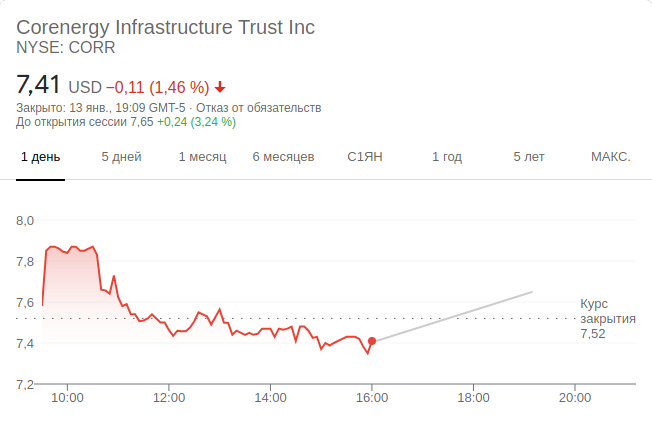 Corenergy Infrastructure Trust Inc
NYSE: CORR
7,41 USD −0,11 (1,46 %)
Закрыто: 13 янв., 19:09 GMT-5 · Отказ от обязательств
До открытия сессии 7,65 +0,24 (3,24 %)
1 день 5 дней 1 месяц 6 месяцев С1ЯН 1 год 5 лет МАКС.
8,0
7,8
7,6
7,4
7,2
Курс
закрытия
7,52
10:00 12:00 14:00 16:00 18:00 20:00